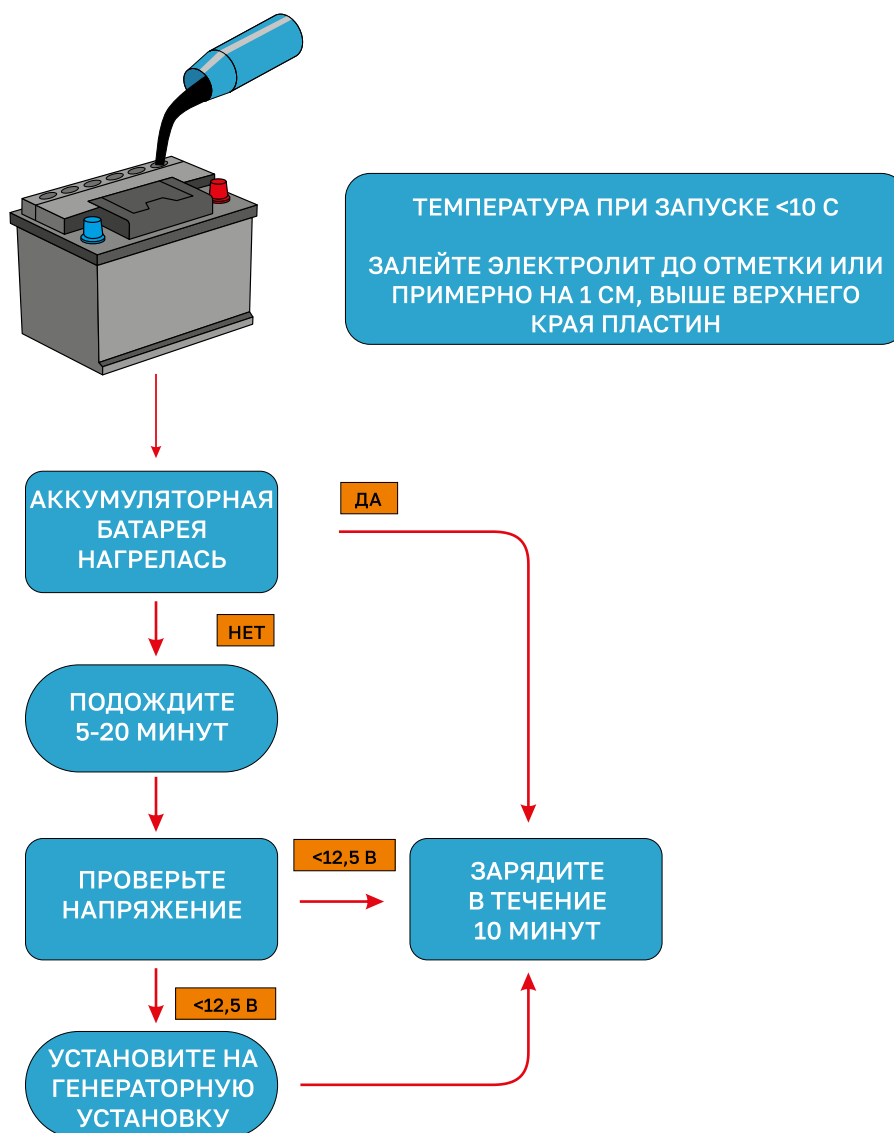 ТЕМПЕРАТУРА ПРИ ЗАПУСКЕ <10 С
ЗАЛЕЙТЕ ЭЛЕКТРОЛИТ ДО ОТМЕТКИ ИЛИ
ПРИМЕРНО НА 1 СМ, ВЫШЕ ВЕРХНЕГО
КРАЯ ПЛАСТИН
АККУМУЛЯТОРНАЯ
БАТАРЕЯ
НАГРЕЛАСЬ
ДА
НЕТ
ПОДОЖДИТЕ
5-20 МИНУТ
ПРОВЕРЬТЕ
НАПРЯЖЕНИЕ
<12,5 В
ЗАРЯДИТЕ
В ТЕЧЕНИЕ
10 МИНУТ
<12,5 В
УСТАНОВИТЕ НА
ГЕНЕРАТОРНУЮ
УСТАНОВКУ